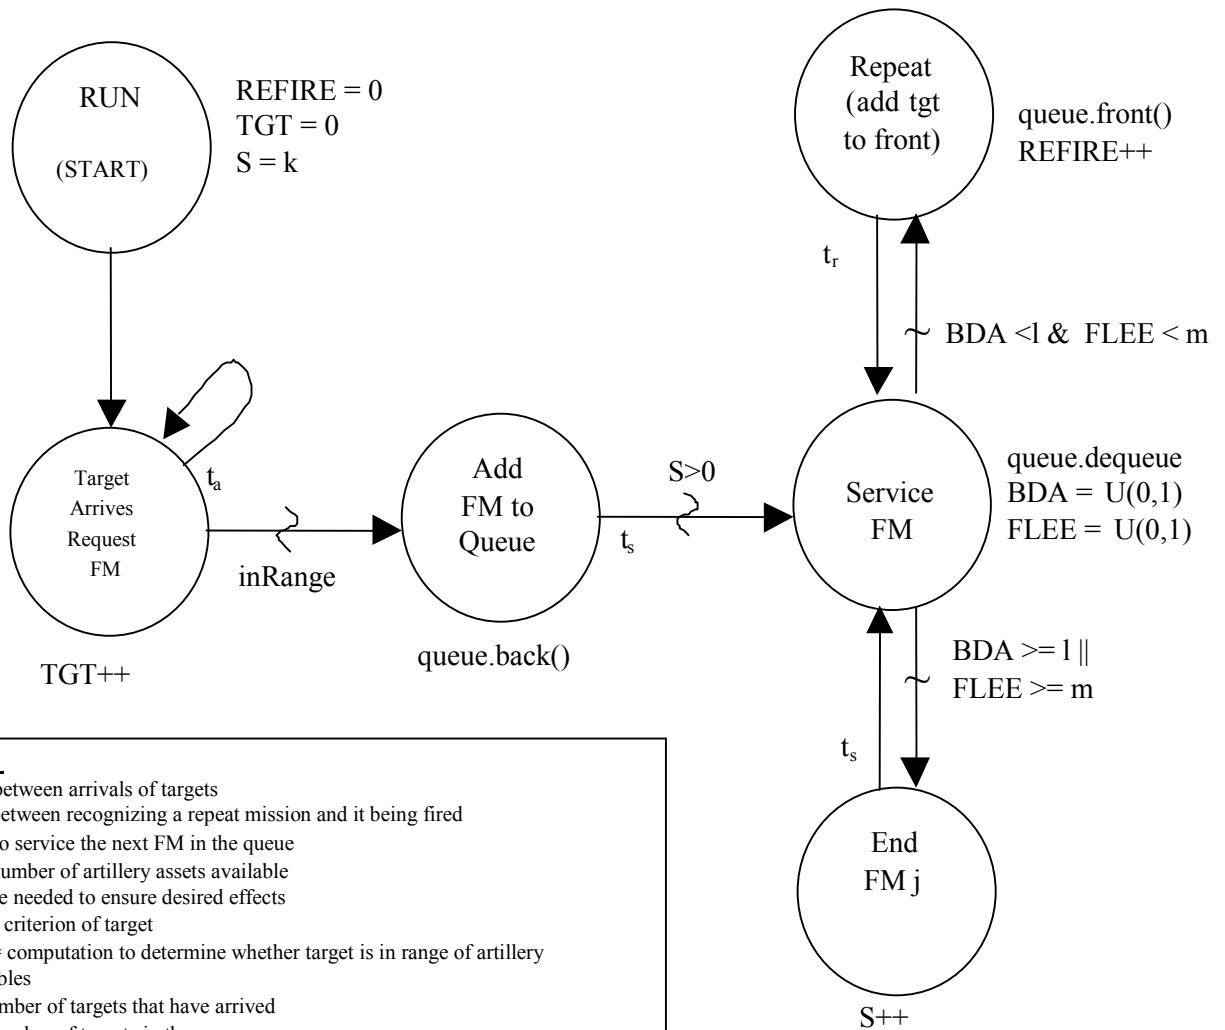 RUN
(START)
REFIRE = 0
TGT = 0
S = k
Repeat
(add tgt
to front)
queue.front()
REFIRE++
t_r
~ BDA <l & FLEE < m
Target
Arrives
Request
FM
t_a
inRange
TGT++
Add
FM to
Queue
queue.back()
t_s
S>0
Service
FM
queue.dequeue
BDA = U(0,1)
FLEE = U(0,1)
~ BDA >= l ||
FLEE >= m
t_s
End
FM j
S++
between arrivals of targets
between recognizing a repeat mission and it being fired
o service the next FM in the queue
umber of artillery assets available
e needed to ensure desired effects
criterion of target
= computation to determine whether target is in range of artillery
bles
mber of targets that have arrived